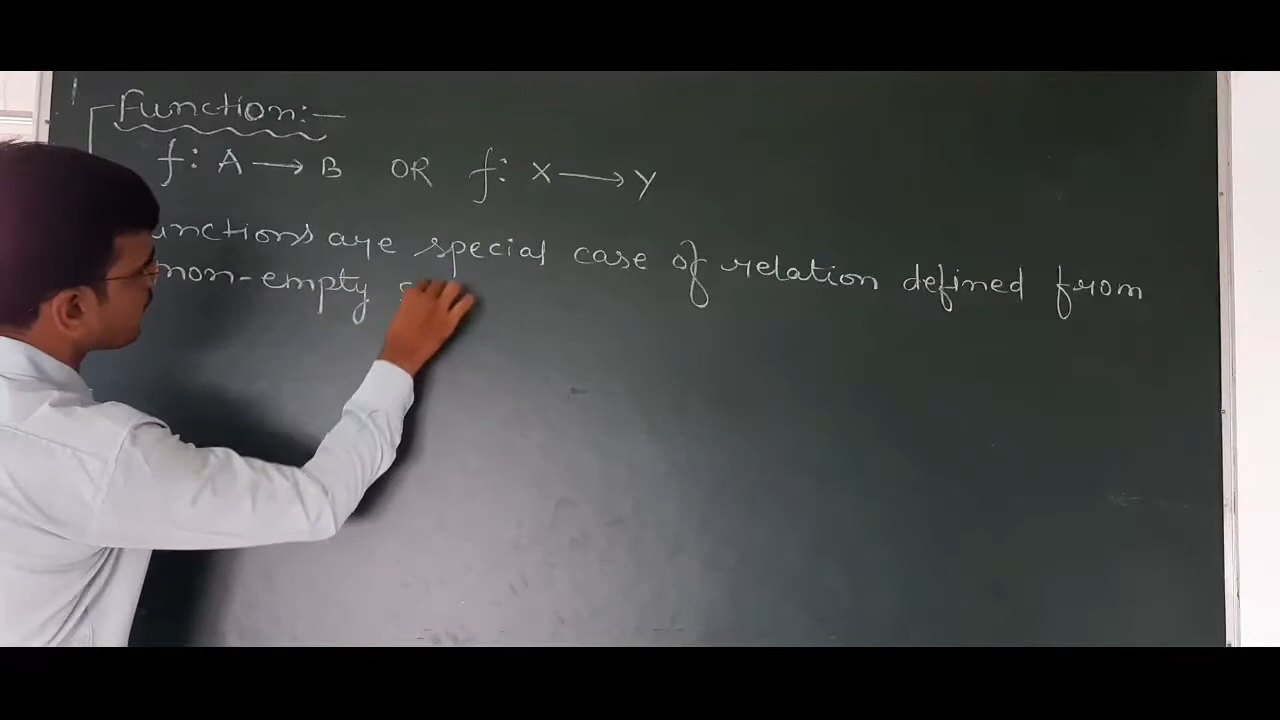 Function:-
f: A → B OR f: X → Y
unctions are special case of relation defined from
non-empty